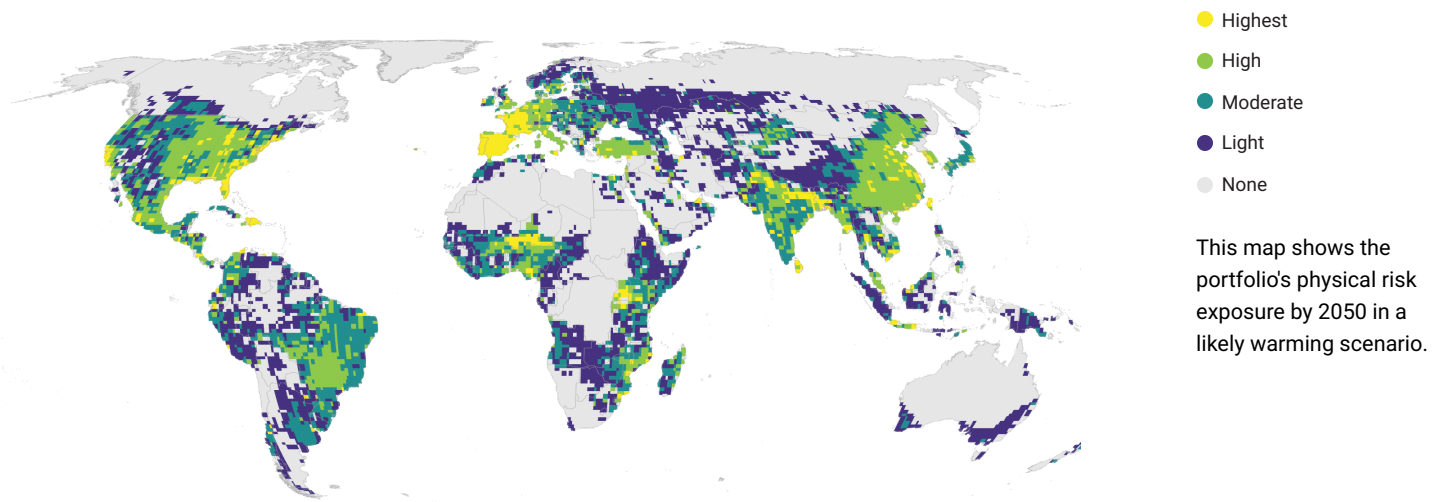 Highest
High
Moderate
Light
None
This map shows the
portfolio's physical risk
exposure by 2050 in a
likely warming scenario.